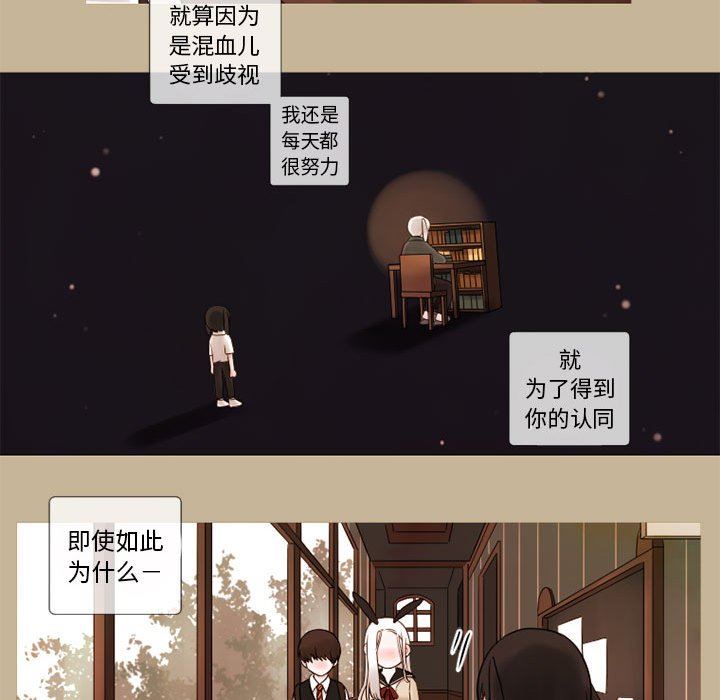 就算因为
是混血儿
受到歧视
我还是
每天都
很努力
就
为了得到
你的认同
即使如此
为什么－